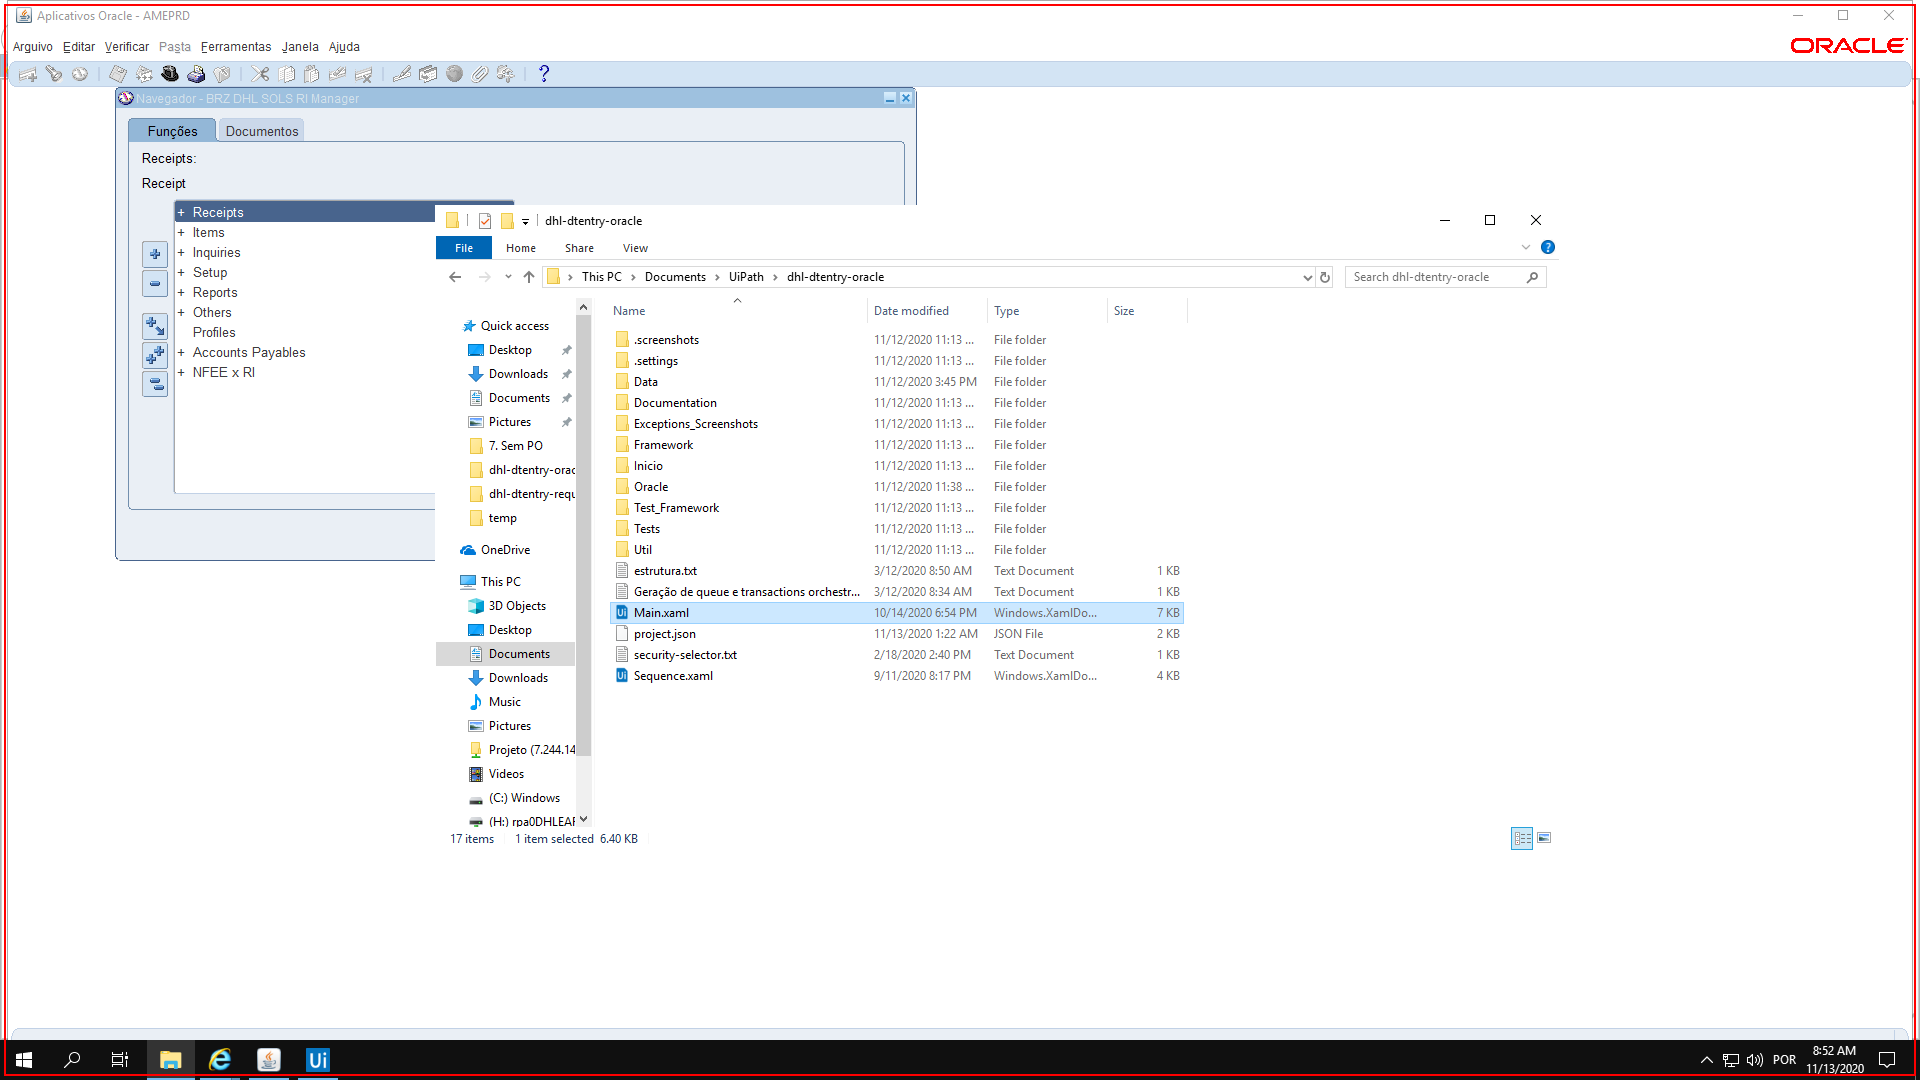 Aplicativos Oracle - AMEPRD
Arquivo Editar Verificar Pasta Ferramentas Janela Ajuda
ORACLE
Navegador - BRZ DHL SOLS RI Manager
Funções Documentos
Receipts:
Receipt
+ Receipts
+ Items
+ Inquiries
+ Setup
+ Reports
+ Others
Profiles
+ Accounts Payables
+ NFEE x RI
dhl-dtentry-oracle
File Home Share View
This PC > Documents > UiPath > dhl-dtentry-oracle
Search dhl-dtentry-oracle
Quick access
Desktop
Downloads
Documents
Pictures
7. Sem PO
dhl-dtentry-orac
dhl-dtentry-requ
temp
OneDrive
This PC
3D Objects
Desktop
Documents
Downloads
Music
Pictures
Projeto (7.244.14
Videos
(C:) Windows
(H:) rpa0DHLEAF
Name Date modified Type Size
.screenshots 11/12/2020 11:13 ... File folder
.settings 11/12/2020 11:13 ... File folder
Data 11/12/2020 3:45 PM File folder
Documentation 11/12/2020 11:13 ... File folder
Exceptions_Screenshots 11/12/2020 11:13 ... File folder
Framework 11/12/2020 11:13 ... File folder
Inicio 11/12/2020 11:13 ... File folder
Oracle 11/12/2020 11:38 ... File folder
Test_Framework 11/12/2020 11:13 ... File folder
Tests 11/12/2020 11:13 ... File folder
Util 11/12/2020 11:13 ... File folder
estrutura.txt 3/12/2020 8:50 AM Text Document 1 KB
Geração de queue e transactions orchestr... 3/12/2020 8:34 AM Text Document 1 KB
Main.xaml 10/14/2020 6:54 PM Windows.XamlDo... 7 KB
project.json 11/13/2020 1:22 AM JSON File 2 KB
security-selector.txt 2/18/2020 2:40 PM Text Document 1 KB
Sequence.xaml 9/11/2020 8:17 PM Windows.XamlDo... 4 KB
17 items 1 item selected 6.40 KB
Ui
POR
8:52 AM
11/13/2020